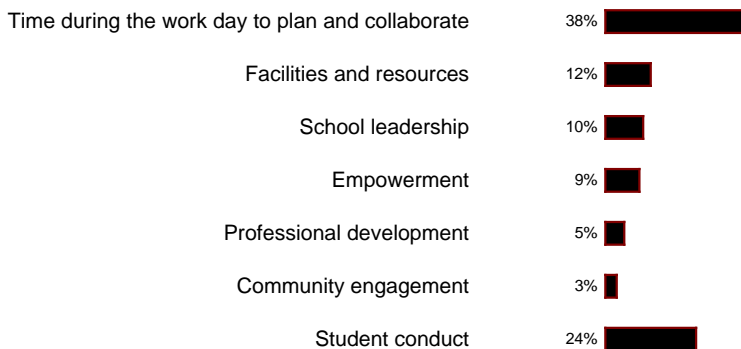 Time during the work day to plan and collaborate 38%
Facilities and resources 12%
School leadership 10%
Empowerment 9%
Professional development 5%
Community engagement 3%
Student conduct 24%